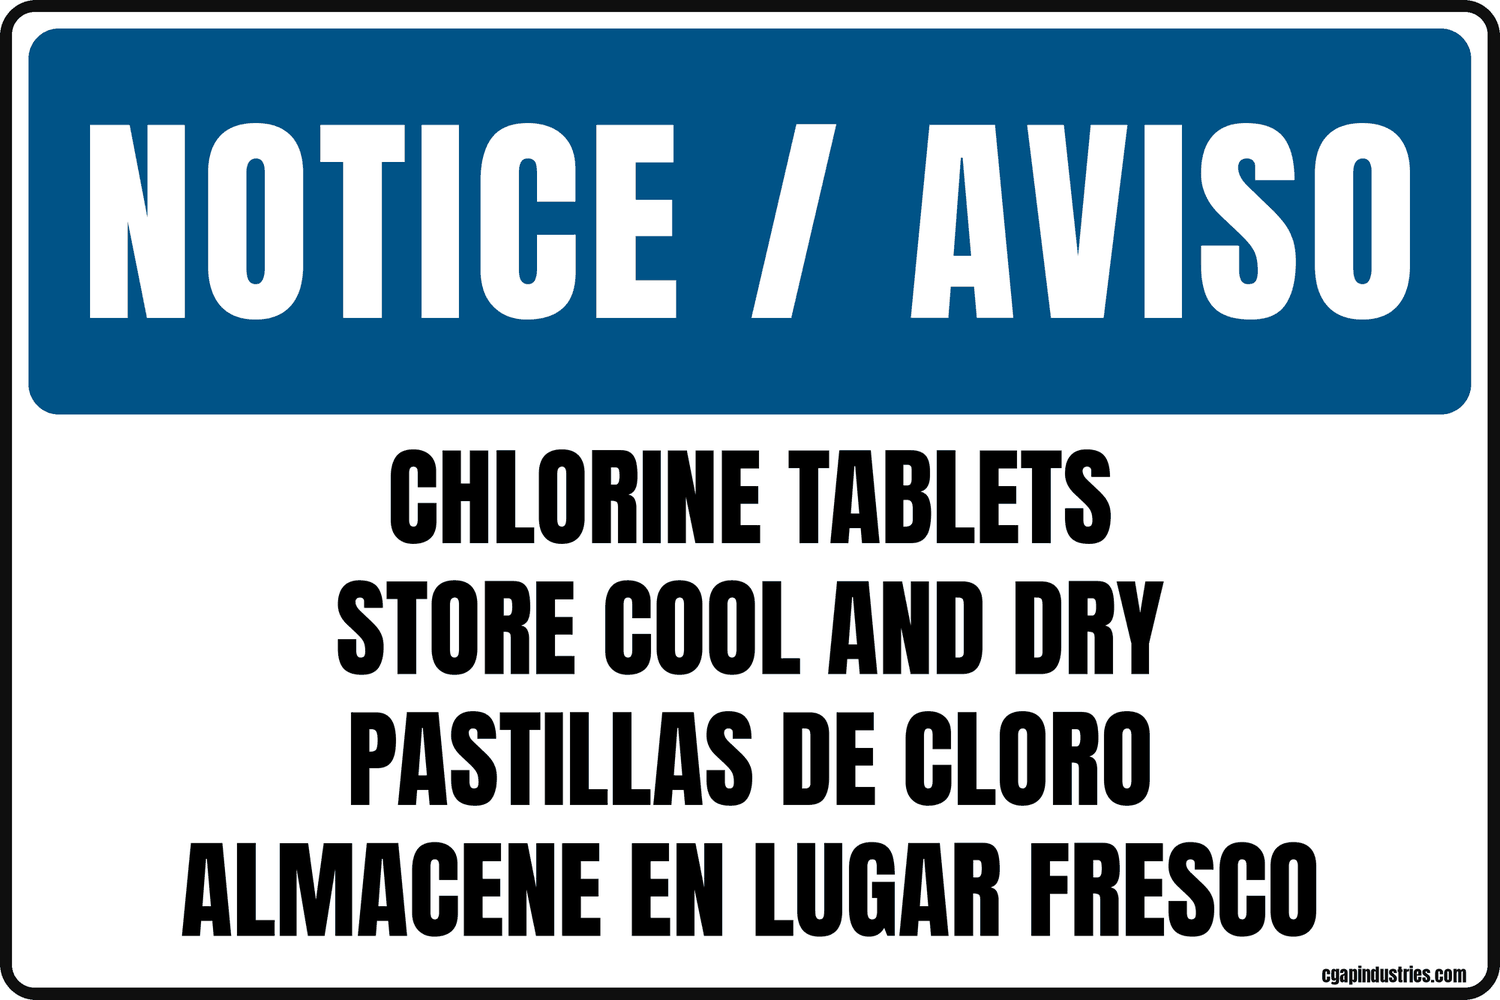 NOTICE / AVISO
CHLORINE TABLETS
STORE COOL AND DRY
PASTILLAS DE CLORO
ALMACENE EN LUGAR FRESCO
cgapindustries.com